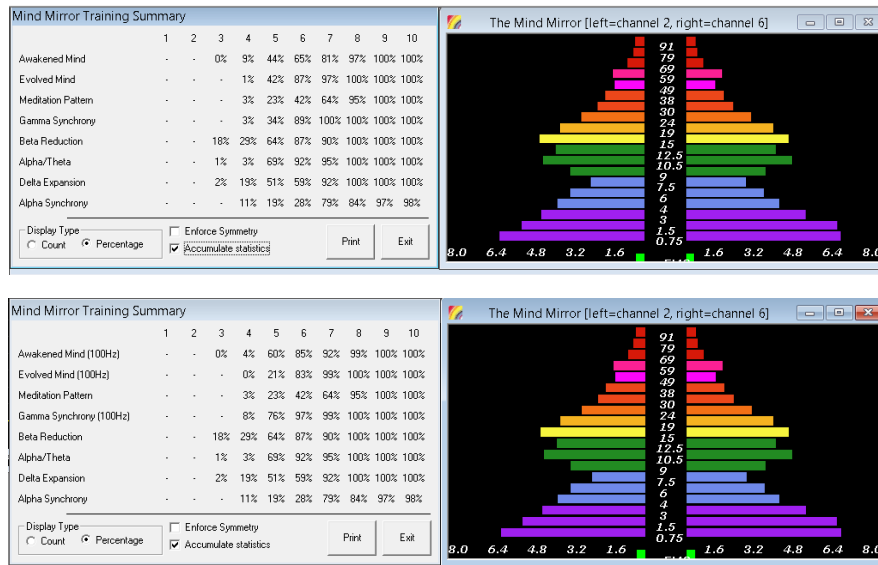 Mind Mirror Training Summary
1 2 3 4 5 6 7 8 9 10
Awakened Mind - - 0% 9% 44% 65% 81% 97% 100% 100%
Evolved Mind - - - 1% 42% 87% 97% 100% 100% 100%
Meditation Pattern - - - 3% 23% 42% 64% 95% 100% 100%
Gamma Synchrony - - - 3% 34% 89% 100% 100% 100% 100%
Beta Reduction - - 18% 29% 64% 87% 90% 100% 100% 100%
Alpha/Theta - - 1% 3% 69% 92% 95% 100% 100% 100%
Delta Expansion - - 2% 19% 51% 59% 92% 100% 100% 100%
Alpha Synchrony - - - 11% 19% 28% 79% 84% 97% 98%
Display Type
Count Percentage
Enforce Symmetry
Accumulate statistics
Print Exit
The Mind Mirror [left=channel 2, right=channel 6]
91
79
69
59
49
38
30
24
19
15
12.5
10.5
9
7.5
6
4
3
1.5
0.75
8.0 6.4 4.8 3.2 1.6 1.6 3.2 4.8 6.4 8.0
Mind Mirror Training Summary
1 2 3 4 5 6 7 8 9 10
Awakened Mind (100Hz) - - 0% 4% 60% 85% 92% 99% 100% 100%
Evolved Mind (100Hz) - - - 0% 21% 83% 99% 100% 100% 100%
Meditation Pattern - - - 3% 23% 42% 64% 95% 100% 100%
Gamma Synchrony (100Hz) - - - 8% 76% 97% 99% 100% 100% 100%
Beta Reduction - - 18% 29% 64% 87% 90% 100% 100% 100%
Alpha/Theta - - 1% 3% 69% 92% 95% 100% 100% 100%
Delta Expansion - - 2% 19% 51% 59% 92% 100% 100% 100%
Alpha Synchrony - - - 11% 19% 28% 79% 84% 97% 98%
Display Type
Count Percentage
Enforce Symmetry
Accumulate statistics
Print Exit
The Mind Mirror [left=channel 2, right=channel 6]
91
79
69
59
49
38
30
24
19
15
12.5
10.5
9
7.5
6
4
3
1.5
0.75
8.0 6.4 4.8 3.2 1.6 1.6 3.2 4.8 6.4 8.0